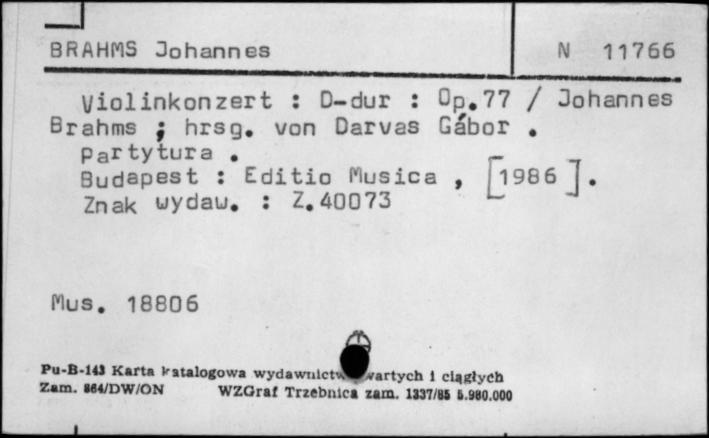 BRAHMS Johannes N 11766
Violinkonzert : D-dur : Op.77 / Johannes
Brahms ; hrsg. von Darvas Gábor .
partytura .
Budapest : Editio Musica , [1986].
Znak wydaw. : Z.40073
Mus. 18806
Pu-B-143 Karta katalogowa wartych i ciągłych
Zam. 864/DW/ON WZGraf Trzebnica zam. 1337/85 5.980.000